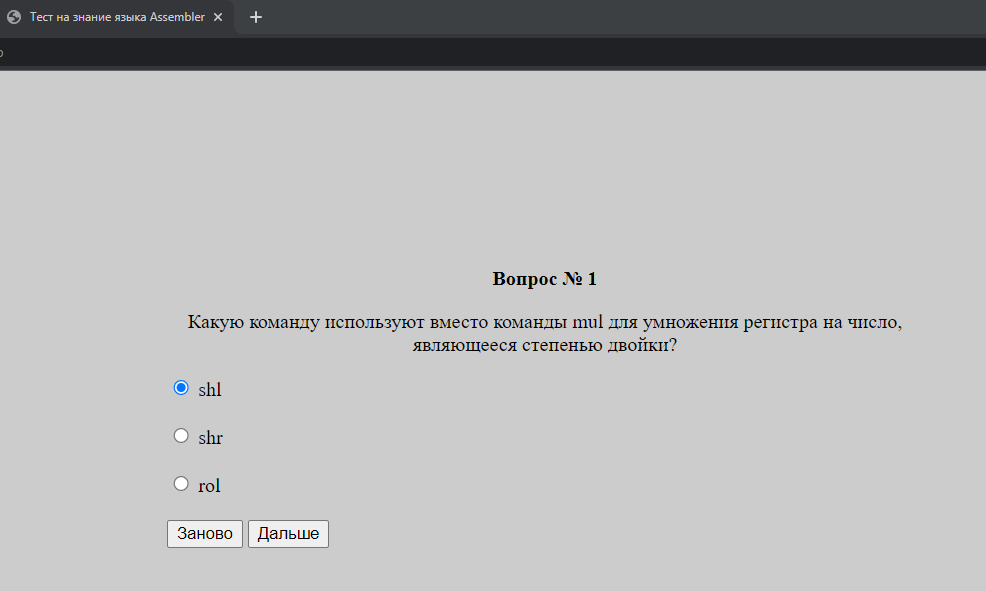 Тест на знание языка Assembler
Вопрос № 1
Какую команду используют вместо команды mul для умножения регистра на число,
являющееся степенью двойки?
shl
shr
rol
Заново Дальше